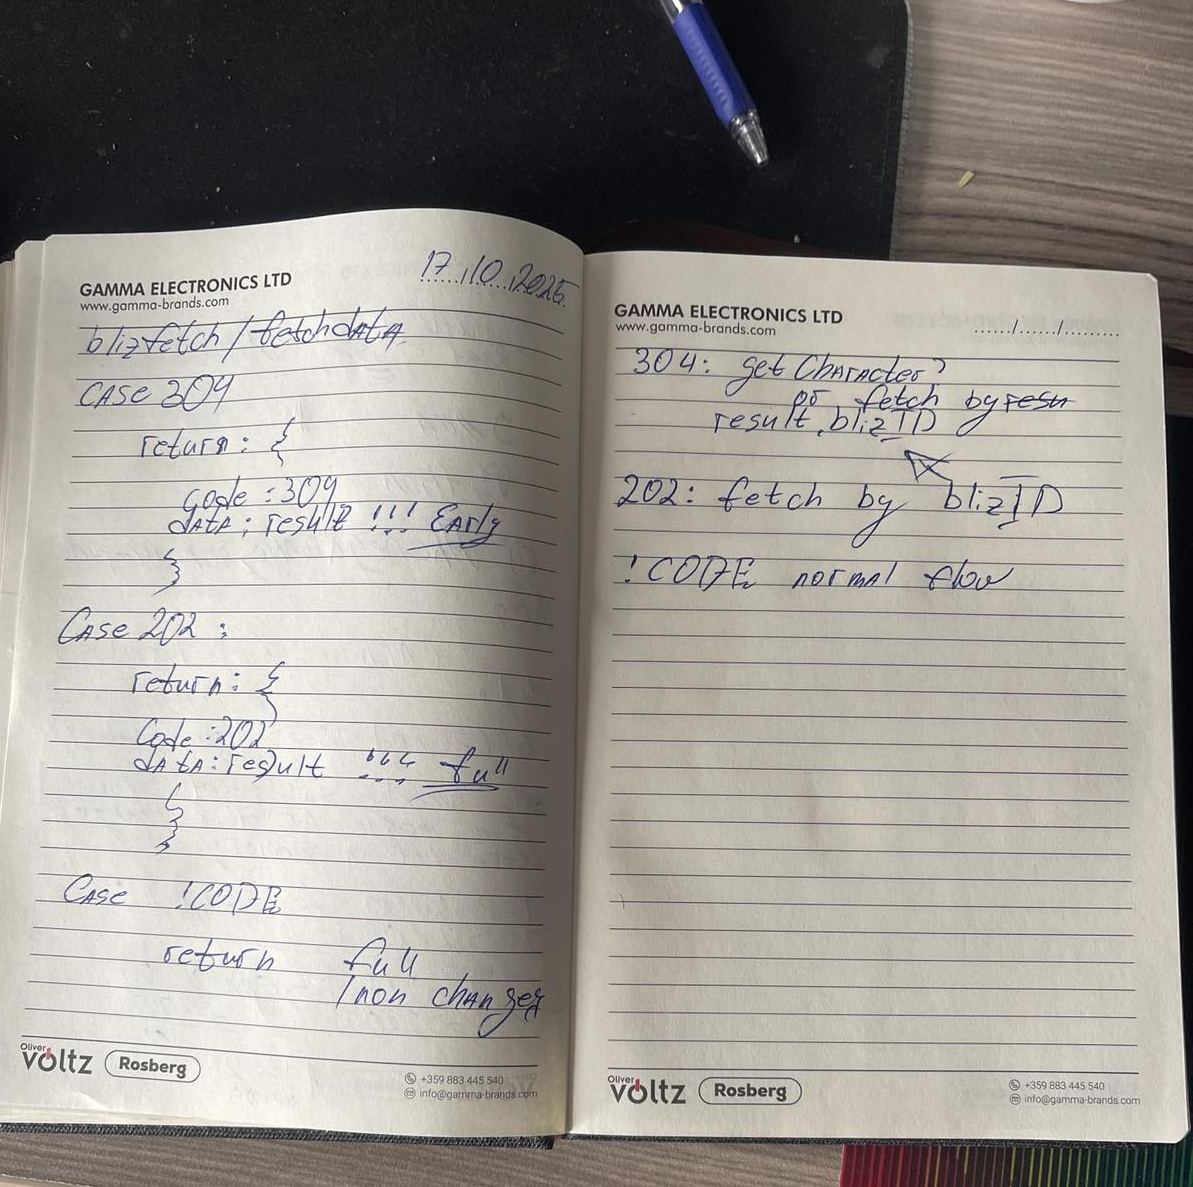 GAMMA ELECTRONICS LTD
www.gamma-brands.com
17.10.2025
blizfetch/fetchdatA
CASE 304
return: {
code: 304
dAtA: result !!! EArly
}
CAse 202:
return: {
Code: 202
dAtA: result !!! full
}
CAse !CODE
return full
/non chAnges
Oliver
voltz Rosberg
+359 883 445 540
info@gamma-brands.com
GAMMA ELECTRONICS LTD
www.gamma-brands.com
....../....../..........
304: get ChArActer?
or fetch by resu
result.blizID
202: fetch by blizID
!CODE normAl flow
Oliver
voltz Rosberg
+359 883 445 540
info@gamma-brands.com